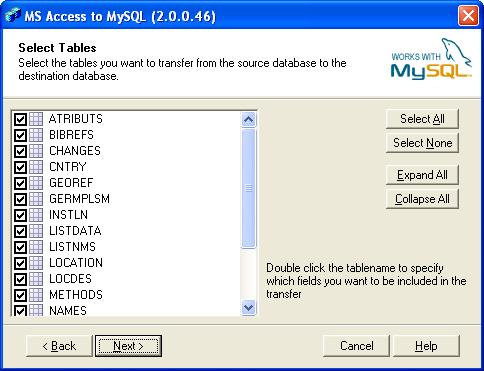 MS Access to MySQL (2.0.0.46)
Select Tables
Select the tables you want to transfer from the source database to the
destination database.
WORKS WITH
MySQL
ATRIBUTS
BIBREFS
CHANGES
CNTRY
GEOREF
GERMPLSM
INSTLN
LISTDATA
LISTNMS
LOCATION
LOCDES
METHODS
NAMES
Select All
Select None
Expand All
Collapse All
Double click the tablename to specify
which fields you want to be included in the
transfer
< Back
Next >
Cancel
Help